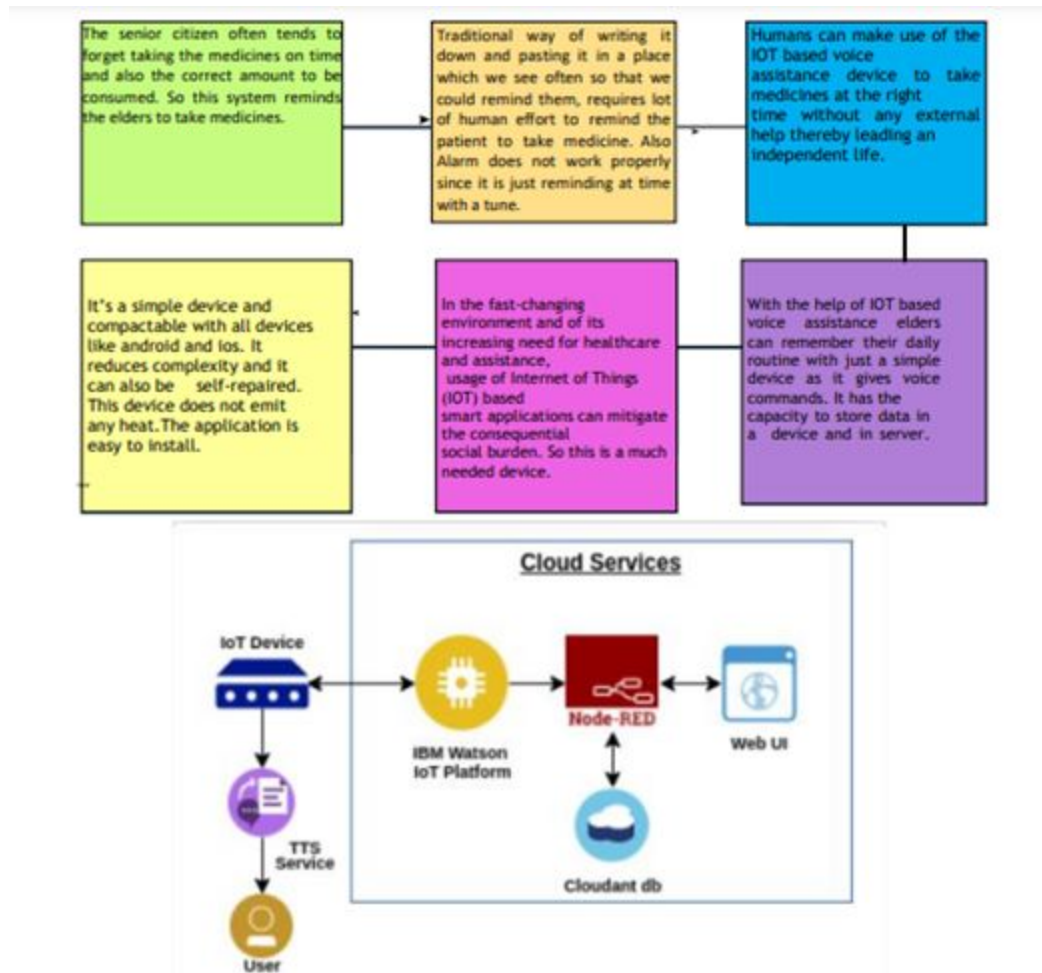 The senior citizen often tends to
forget taking the medicines on time
and also the correct amount to be
consumed. So this system reminds
the elders to take medicines.
Traditional way of writing it
down and pasting it in a place
which we see often so that we
could remind them, requires lot
of human effort to remind the
patient to take medicine. Also
Alarm does not work properly
since it is just reminding at time
with a tune.
Humans can make use of the
IOT based voice
assistance device to take
medicines at the right
time without any external
help thereby leading an
independent life.
It's a simple device and
compactable with all devices
like android and ios. It
reduces complexity and it
can also be self-repaired.
This device does not emit
any heat. The application is
easy to install.
In the fast-changing
environment and of its
increasing need for healthcare
and assistance,
usage of Internet of Things
(IOT) based
smart applications can mitigate
the consequential
social burden. So this is a much
needed device.
With the help of IOT based
voice assistance elders
can remember their daily
routine with just a simple
device as it gives voice
commands. It has the
capacity to store data in
a device and in server.
Cloud Services
IoT Device
IBM Watson
IoT Platform
Node-RED
Web UI
TTS
Service
Cloudant db
User